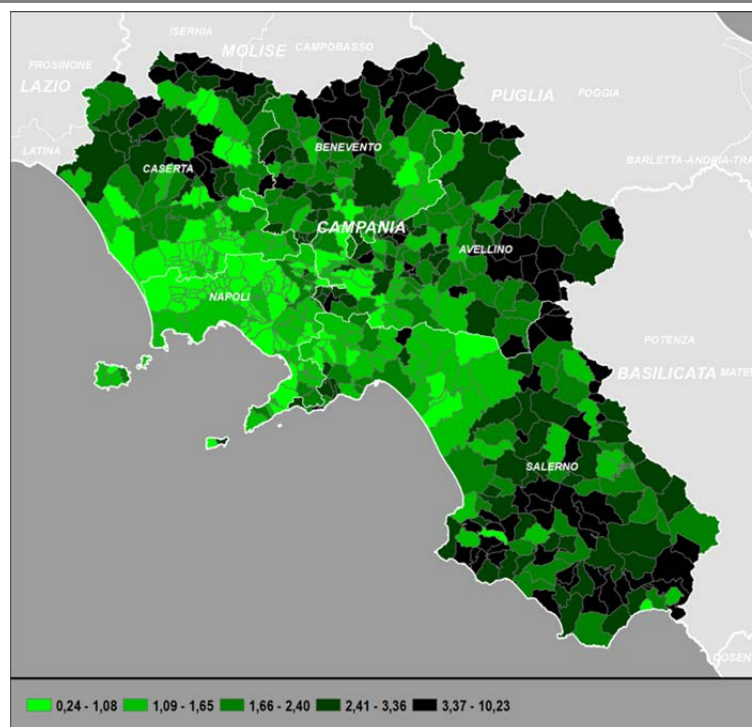 ISERNIA
MOLISE CAMPOBASSO
FROSINONE
LAZIO
PUGLIA FOGGIA
LATINA
BENEVENTO
BARLETTA-ANDRIA-TRA
CASERTA
CAMPANIA
AVELLINO
NAPOLI
POTENZA
BASILICATA MATE
SALERNO
COSEN
0,24 - 1,08 1,09 - 1,65 1,66 - 2,40 2,41 - 3,36 3,37 - 10,23